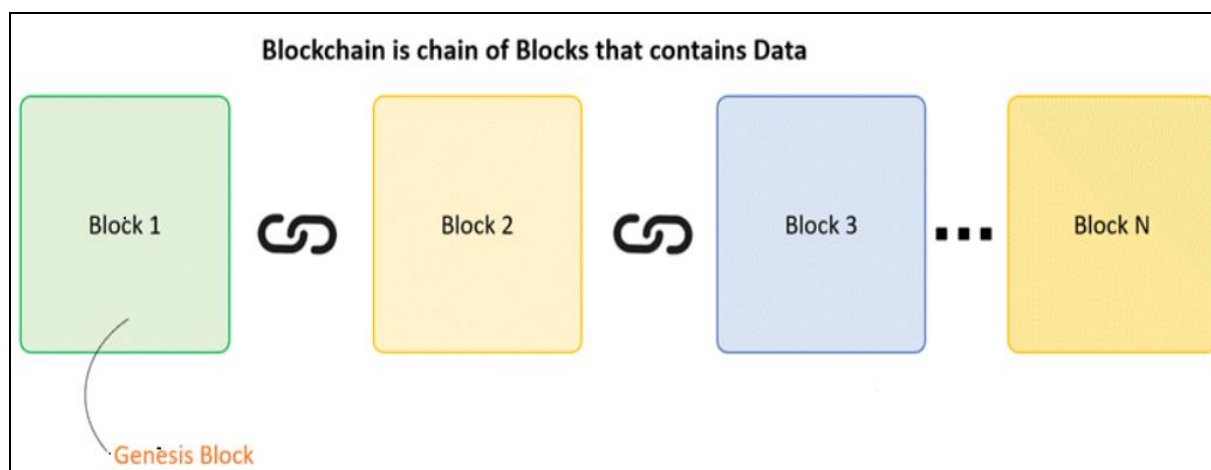 Blockchain is chain of Blocks that contains Data
Block 1
Block 2
Block 3
Block N
Genesis Block